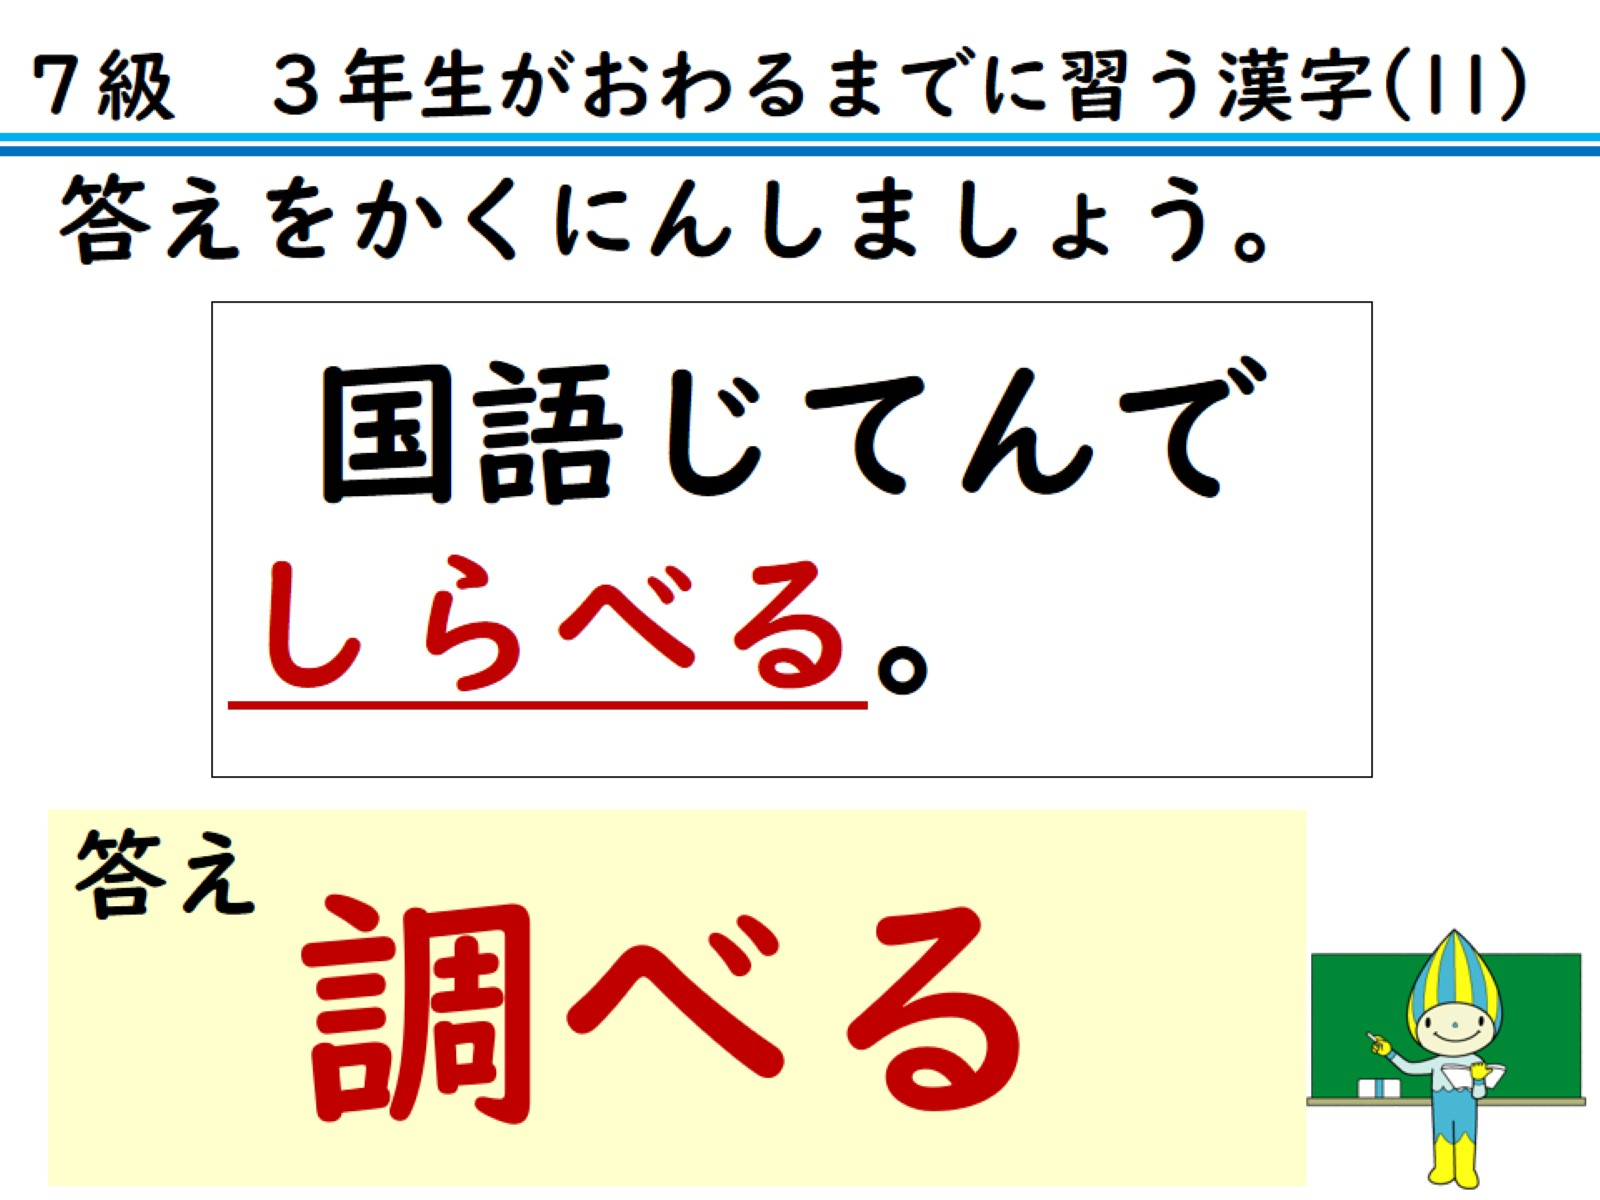 ７級　３年生がおわるまでに習う漢字(11)
答えをかくにんしましょう。
国語じてんで
しらべる。
答え
調べる